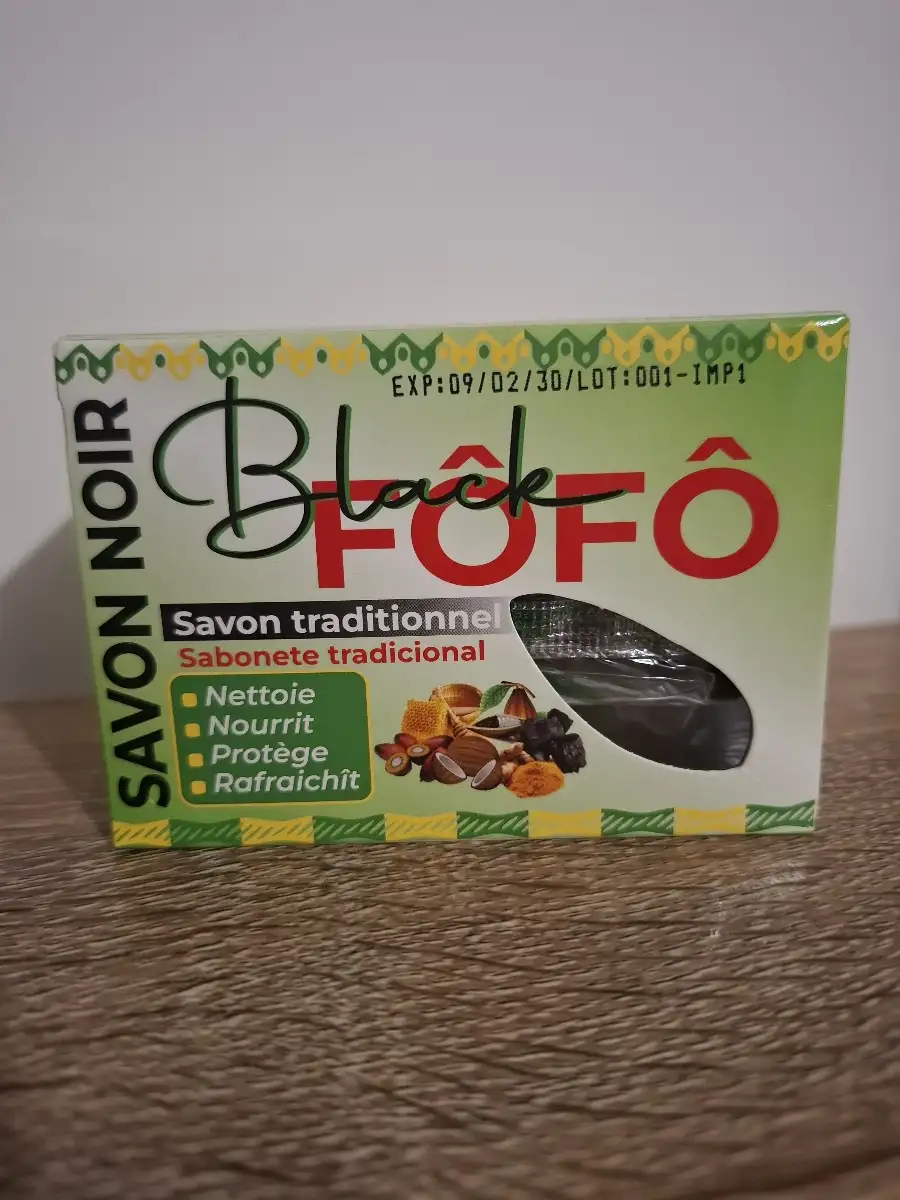 SAVON NOIR
EXP:09/02/30/LOT:001-IMP1
Black
FÔFÔ
Savon traditionnel
Sabonete tradicional
Nettoie
Nourrit
Protège
Rafraichît